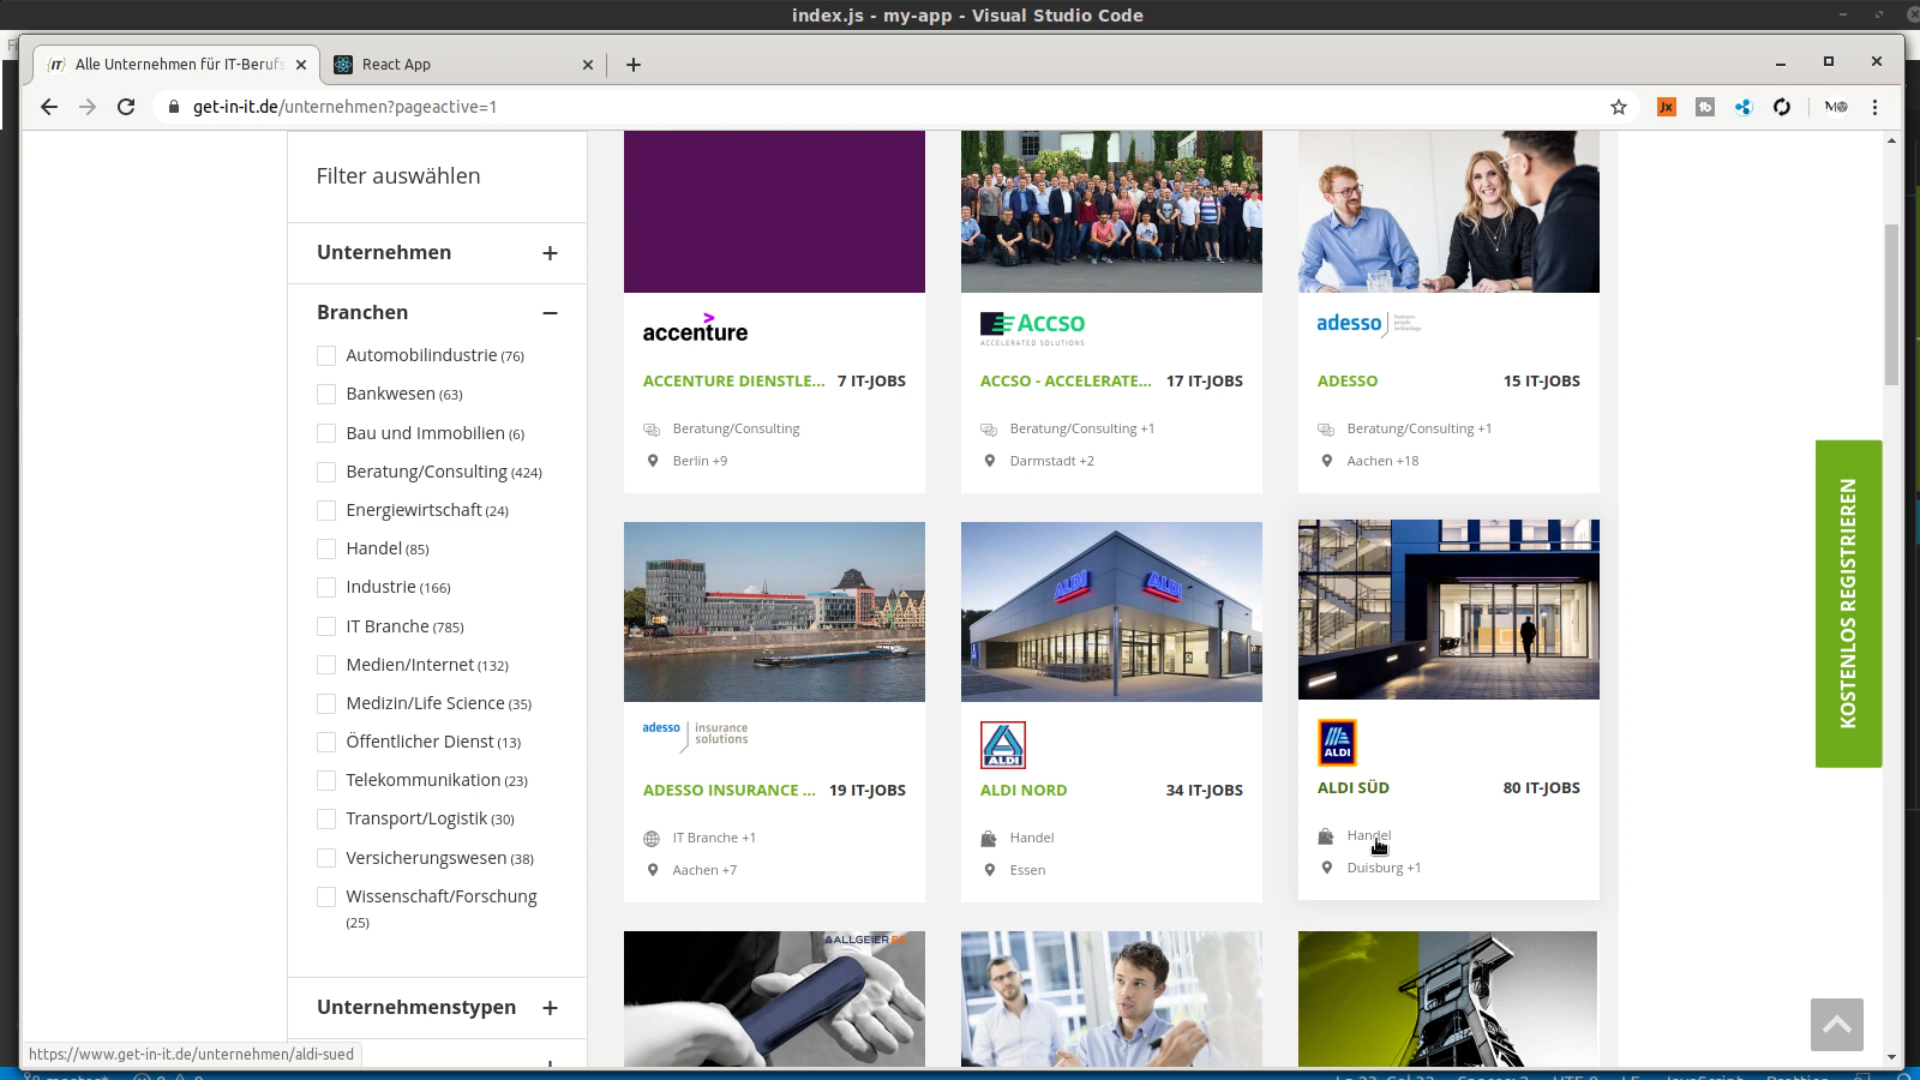 index.js - my-app - Visual Studio Code
Alle Unternehmen für IT-Berufs
React App
get-in-it.de/unternehmen?pageactive=1
Filter auswählen
Unternehmen +
Branchen −
Automobilindustrie (76)
Bankwesen (63)
Bau und Immobilien (6)
Beratung/Consulting (424)
Energiewirtschaft (24)
Handel (85)
Industrie (166)
IT Branche (785)
Medien/Internet (132)
Medizin/Life Science (35)
Öffentlicher Dienst (13)
Telekommunikation (23)
Transport/Logistik (30)
Versicherungswesen (38)
Wissenschaft/Forschung
(25)
Unternehmenstypen +
accenture
ACCENTURE DIENSTLE... 7 IT-JOBS
Beratung/Consulting
Berlin +9
ACCSO
ACCELERATED SOLUTIONS
ACCSO - ACCELERATE... 17 IT-JOBS
Beratung/Consulting +1
Darmstadt +2
adesso
business
people
technology
ADESSO 15 IT-JOBS
Beratung/Consulting +1
Aachen +18
adesso insurance
solutions
ADESSO INSURANCE ... 19 IT-JOBS
IT Branche +1
Aachen +7
ALDI ALDI
ALDI
ALDI NORD 34 IT-JOBS
Handel
Essen
ALDI
ALDI SÜD 80 IT-JOBS
Handel
Duisburg +1
ALLGEIER ES
KOSTENLOS REGISTRIEREN
https://www.get-in-it.de/unternehmen/aldi-sued